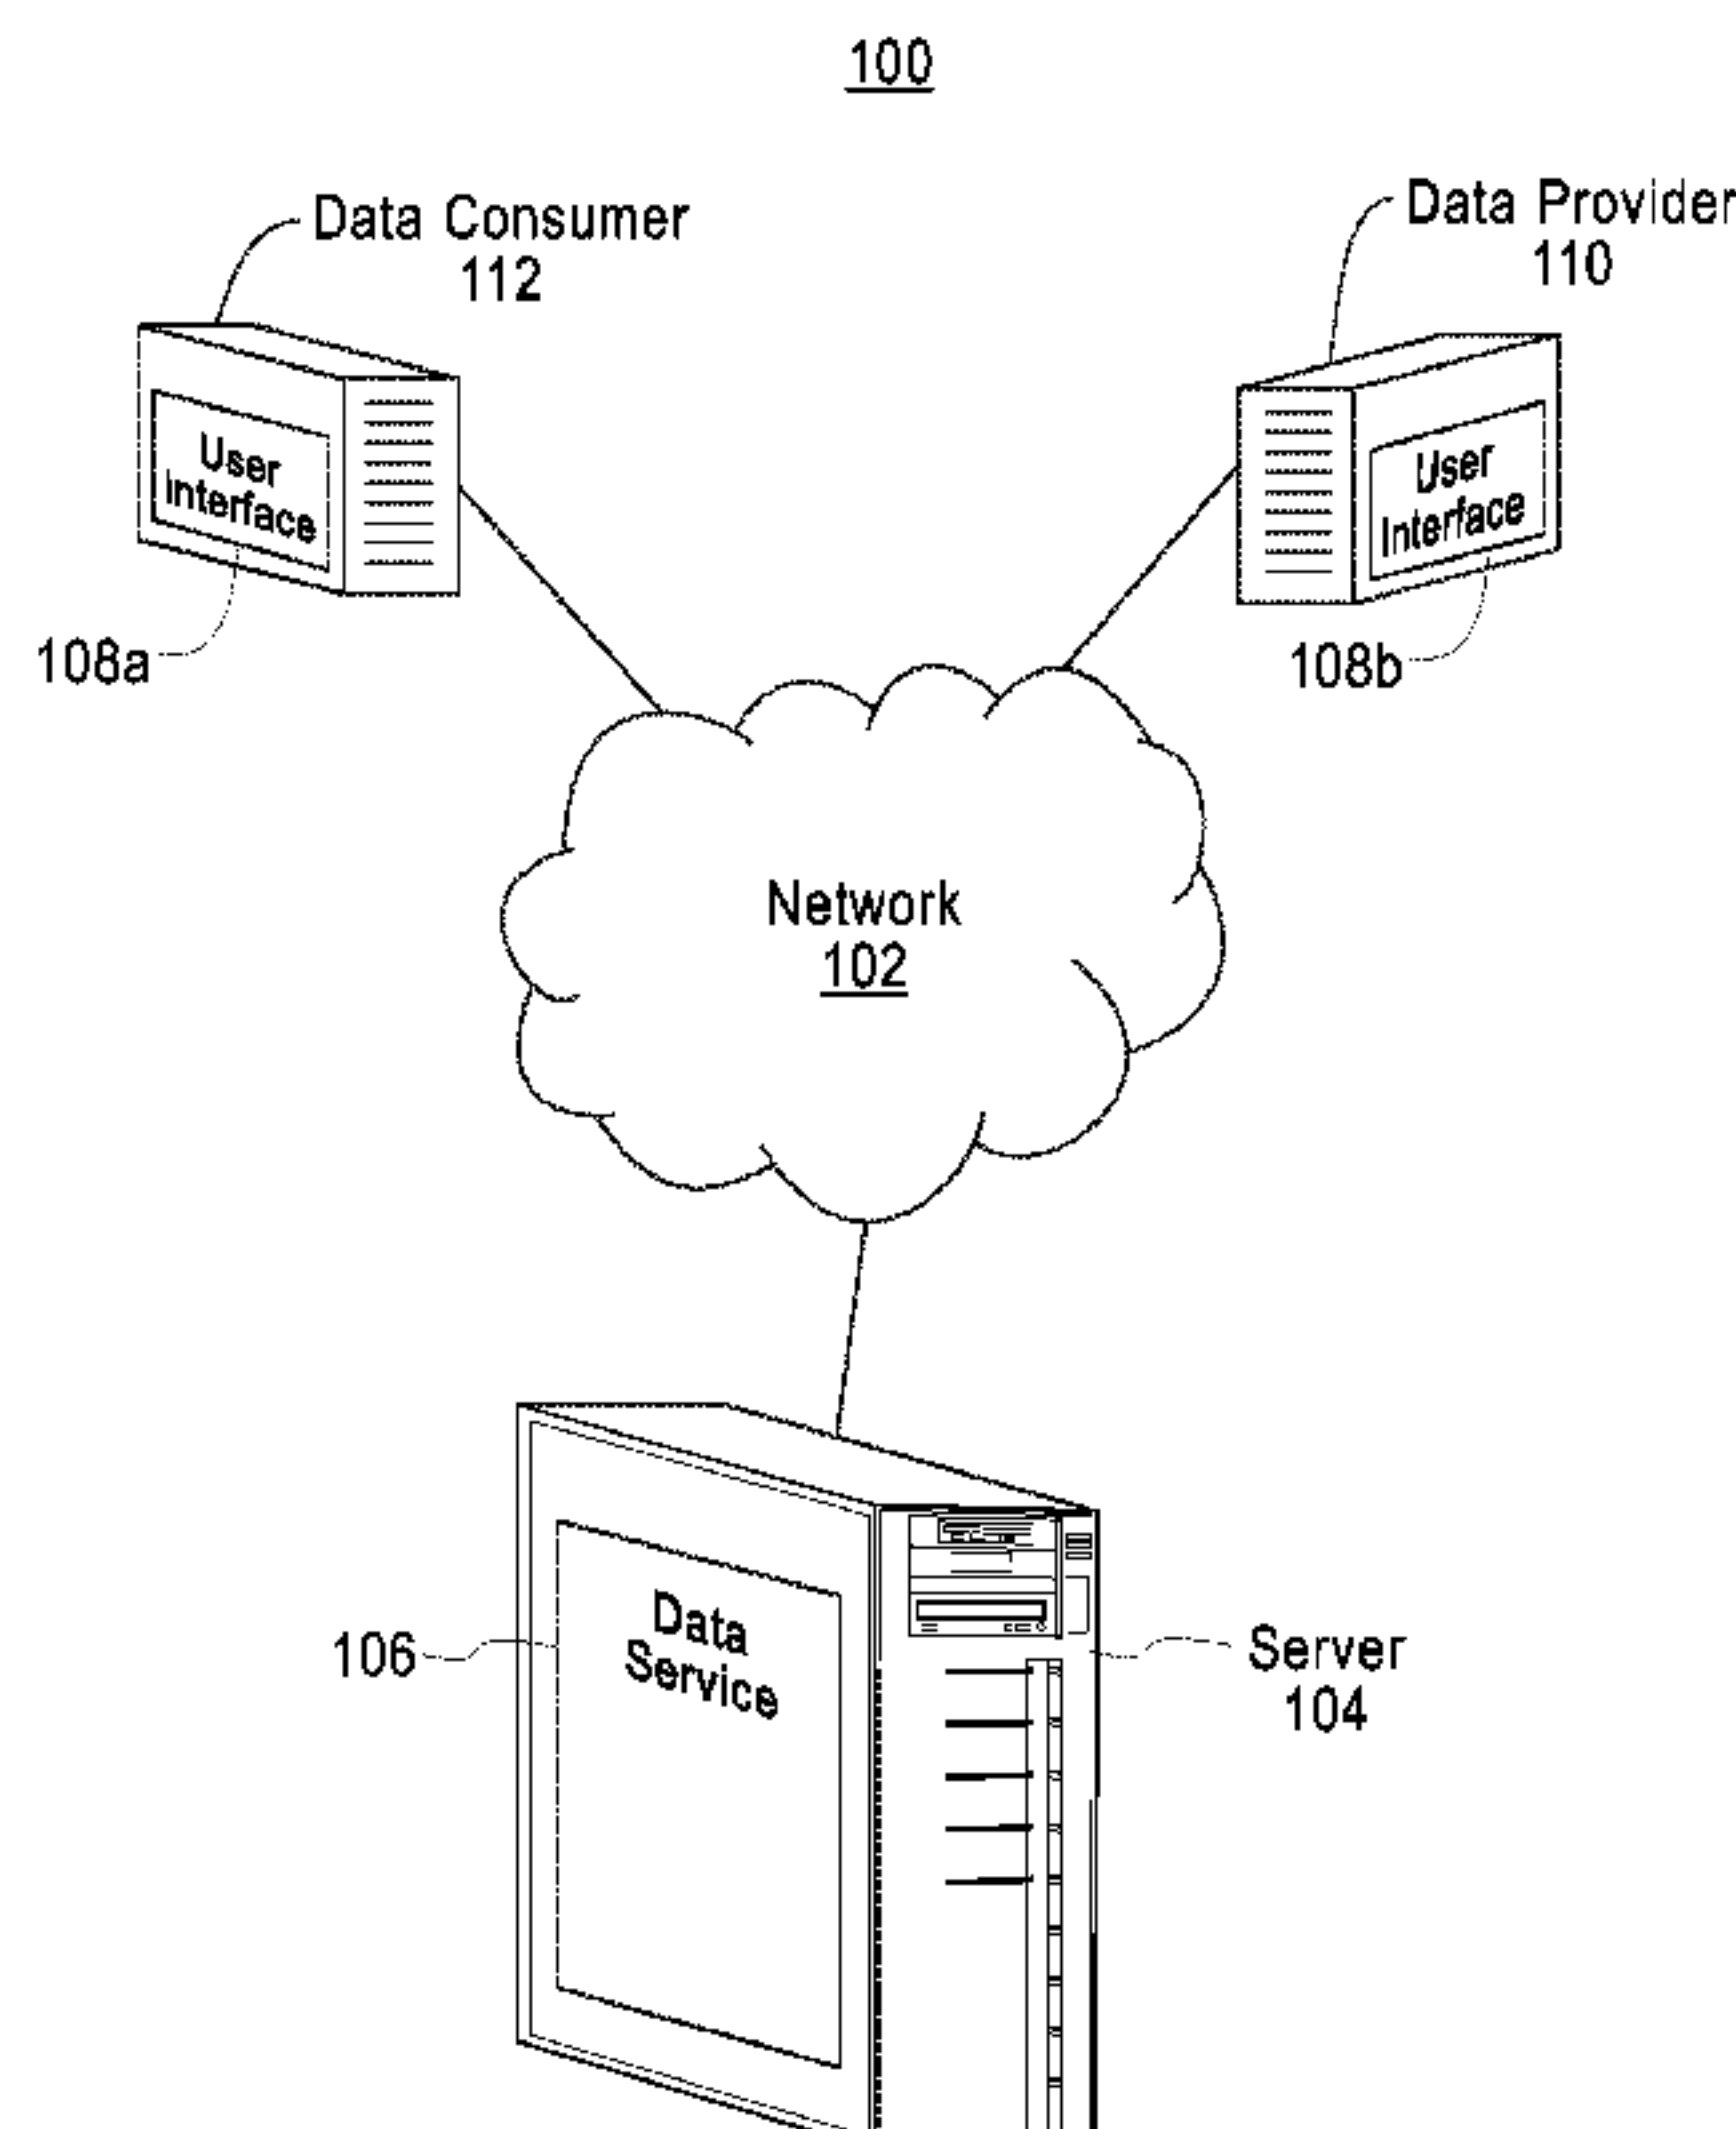 100
Data Consumer
112
Data Provider
110
User
Interface
User
Interface
108a
108b
Network
102
Data
Service
106
Server
104